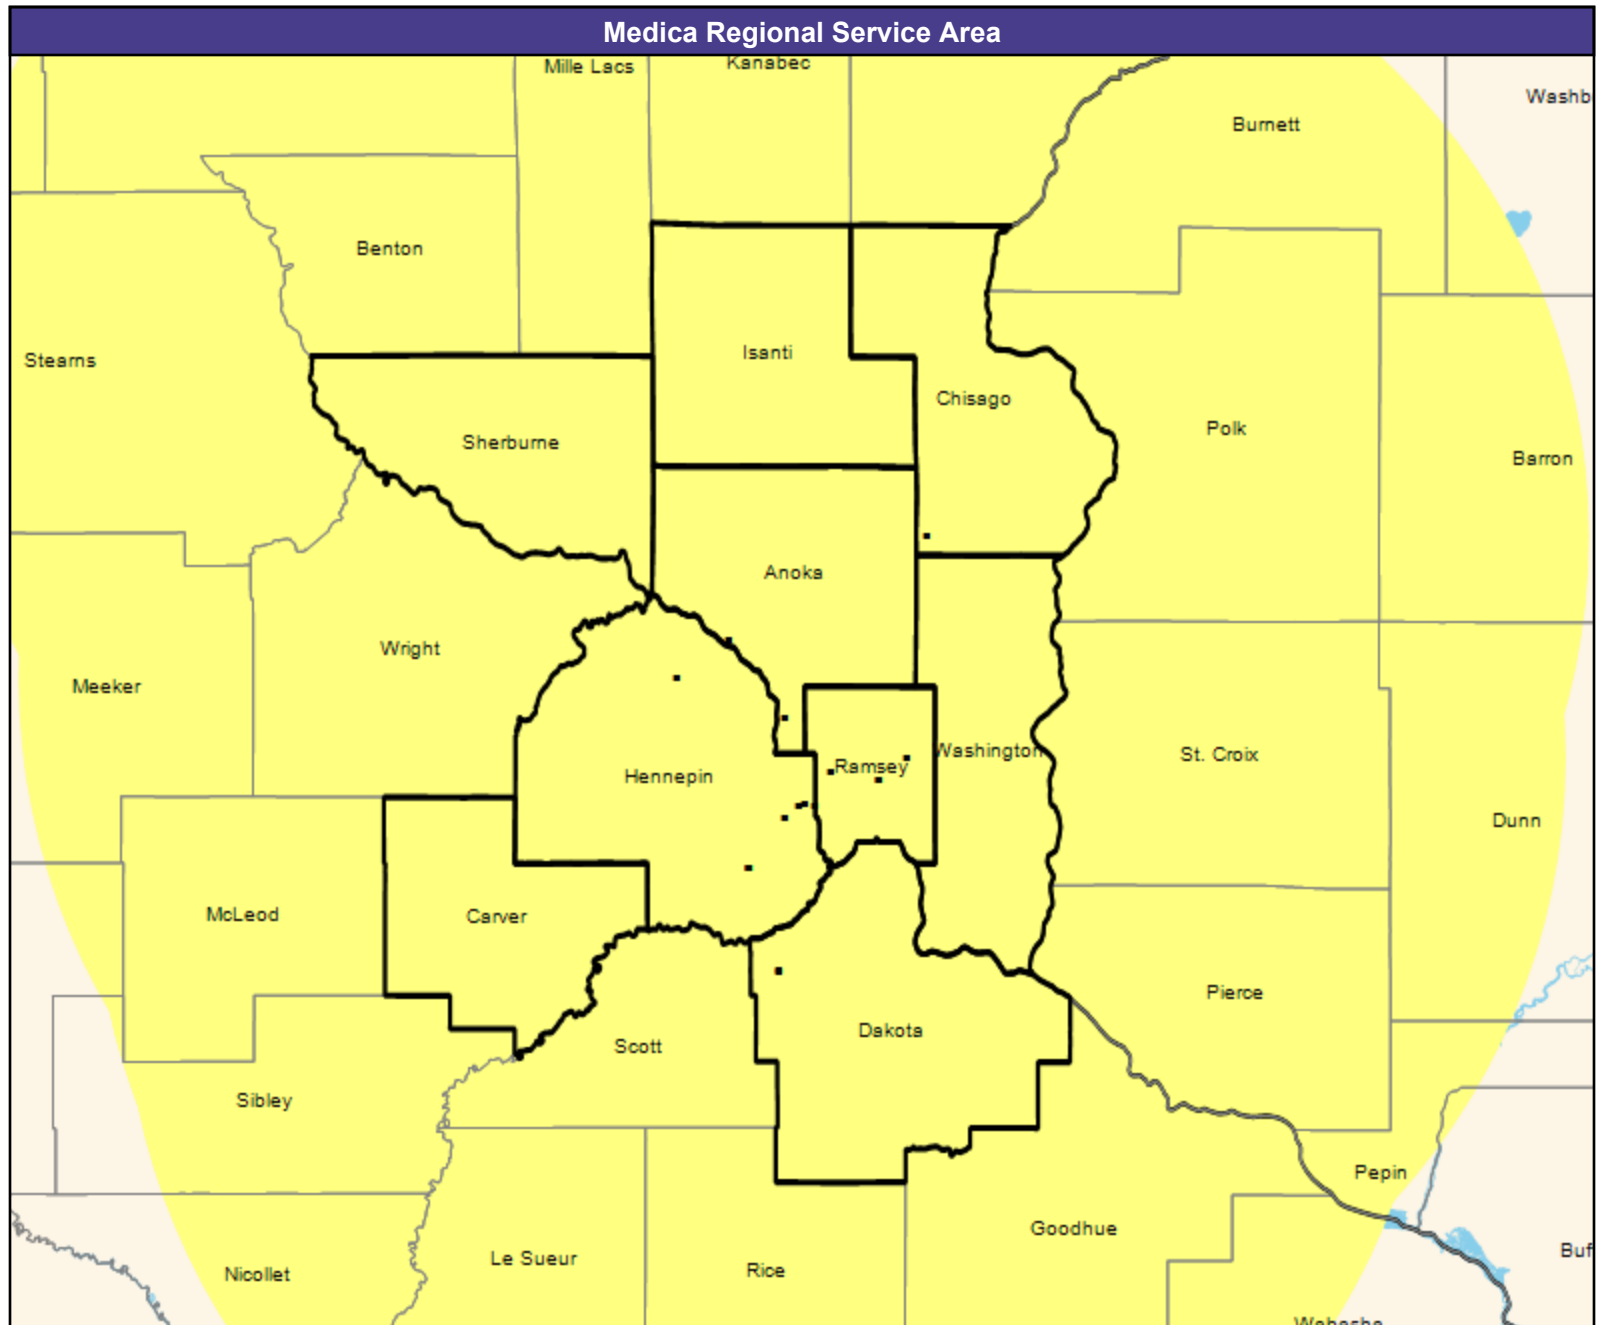 Medica Regional Service Area
Mille Lacs
Kanabec
Washb
Burnett
Benton
Stearns
Isanti
Chisago
Sherburne
Polk
Barron
Anoka
Wright
Meeker
Hennepin
Ramsey
Washington
St. Croix
Dunn
McLeod
Carver
Pierce
Scott
Dakota
Sibley
Pepin
Goodhue
Le Sueur
Rice
Nicollet
Buf